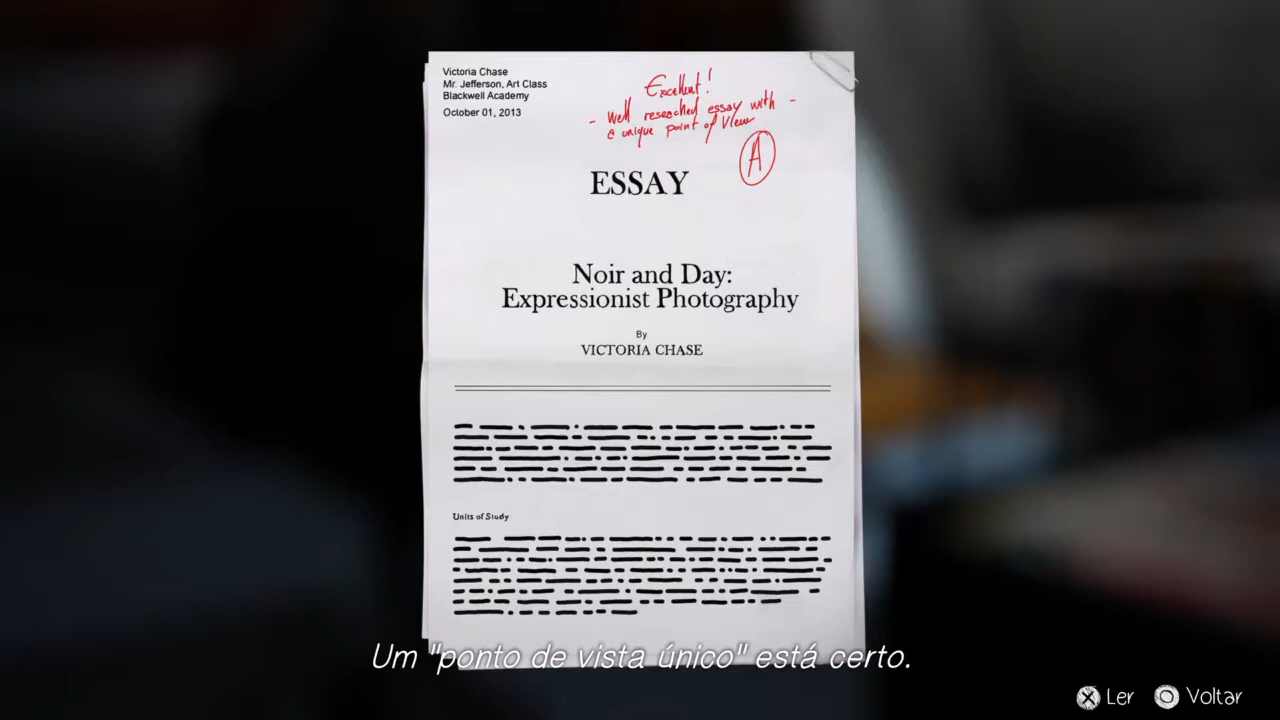 Victoria Chase
Mr. Jefferson, Art Class
Blackwell Academy
October 01, 2013
Excellent!
- Well reseached essay with -
a unique point of View
A
ESSAY
Noir and Day:
Expressionist Photography
By
VICTORIA CHASE
Units of Study
Um "ponto de vista único" está certo.
Ler
Voltar